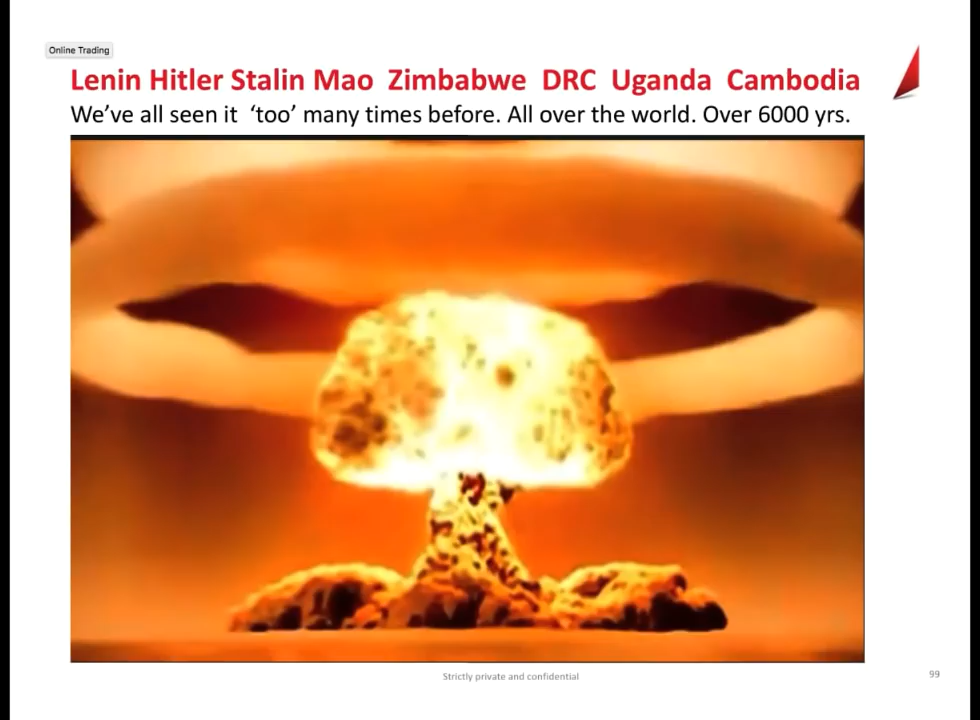 Online Trading
Lenin Hitler Stalin Mao Zimbabwe DRC Uganda Cambodia
We've all seen it 'too' many times before. All over the world. Over 6000 yrs.
Strictly private and confidential
99